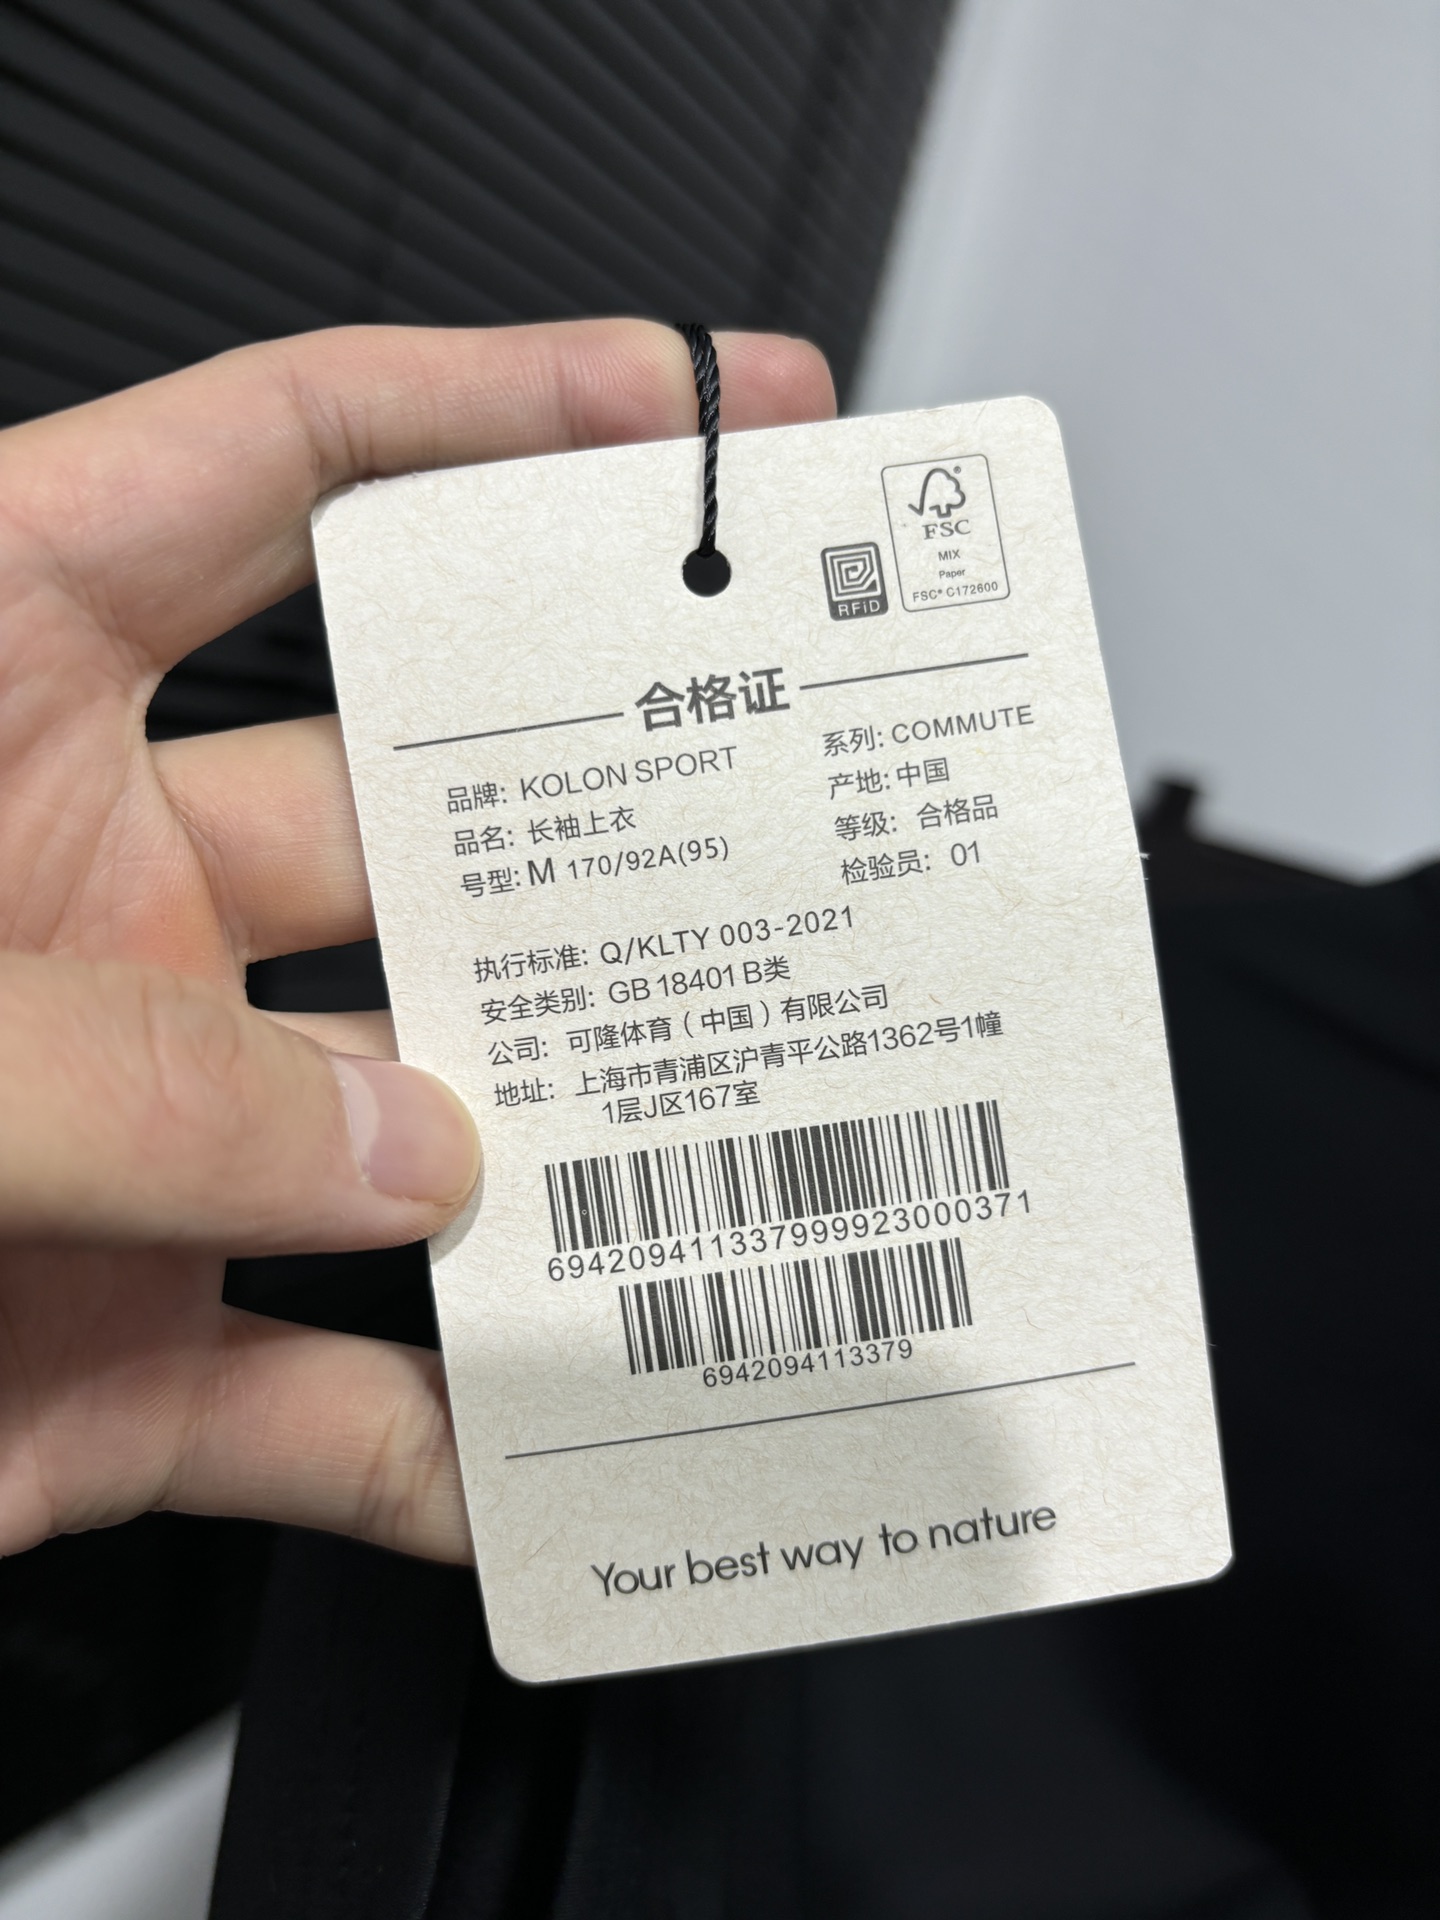 FSC®
MIX
Paper
FSC® C172600
RFiD
合格证
品牌: KOLON SPORT
系列: COMMUTE
品名: 长袖上衣
产地: 中国
号型: M 170/92A(95)
等级: 合格品
检验员: 01
执行标准: Q/KLTY 003-2021
安全类别: GB 18401 B类
公司: 可隆体育（中国）有限公司
地址: 上海市青浦区沪青平公路1362号1幢
1层J区167室
69420941133799992300​0371
6942094113379
Your best way to nature